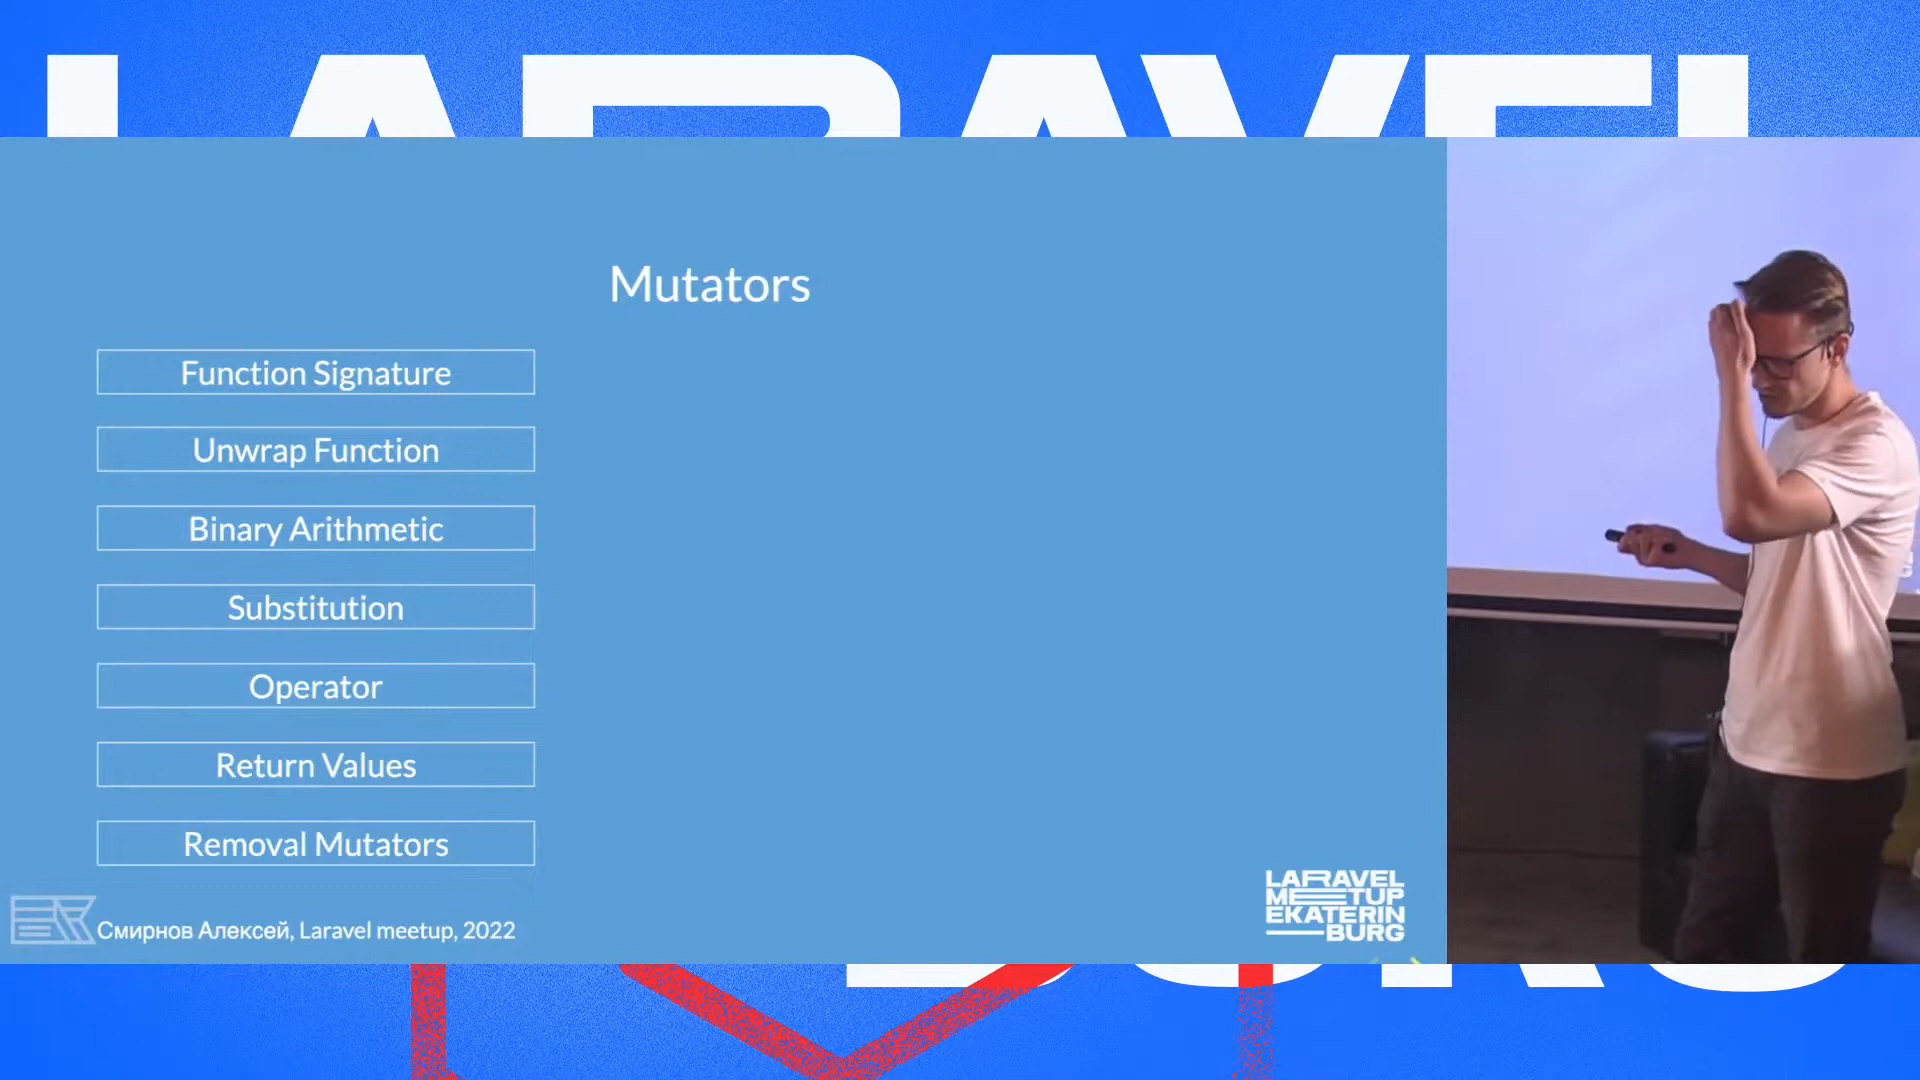 LARAVEL
Mutators
Function Signature
Unwrap Function
Binary Arithmetic
Substitution
Operator
Return Values
Removal Mutators
Смирнов Алексей, Laravel meetup, 2022
LARAVEL
MEETUP
EKATERIN
BURG